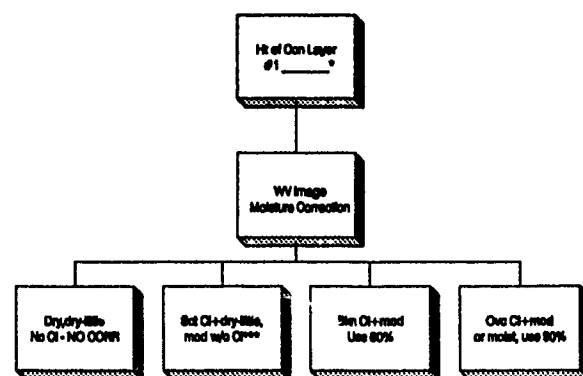 Ht of Con Layer
#1 ______*
WV Image
Moisture Correction
Dry, dry-little
No Ci - NO CORR
Sct Ci+dry-little,
mod w/o Ci***
Bkn Ci+mod
Use 60%
Ovc Ci+mod
or moist, use 80%